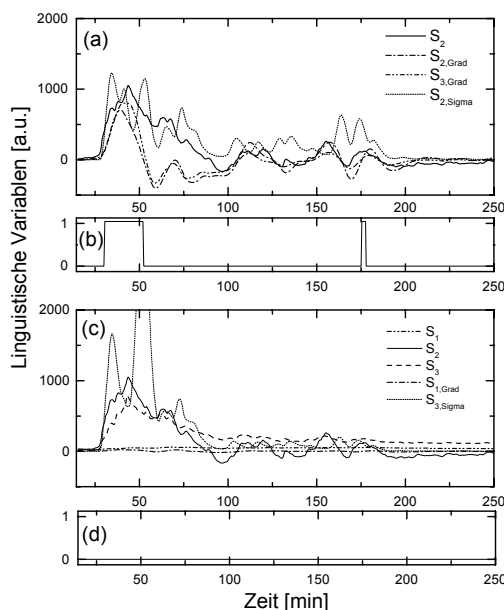 Linguistische Variablen [a.u.]
(a)
2000
1000
0
S2
S2,Grad
S3,Grad
S2,Sigma
50 100 150 200 250
(b)
1
0
50 100 150 200 250
(c)
2000
1000
0
S1
S2
S3
S1,Grad
S3,Sigma
50 100 150 200 250
(d)
1
0
50 100 150 200 250
Zeit [min]